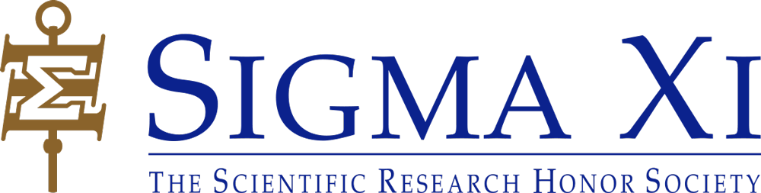 SIGMA XI
THE SCIENTIFIC RESEARCH HONOR SOCIETY